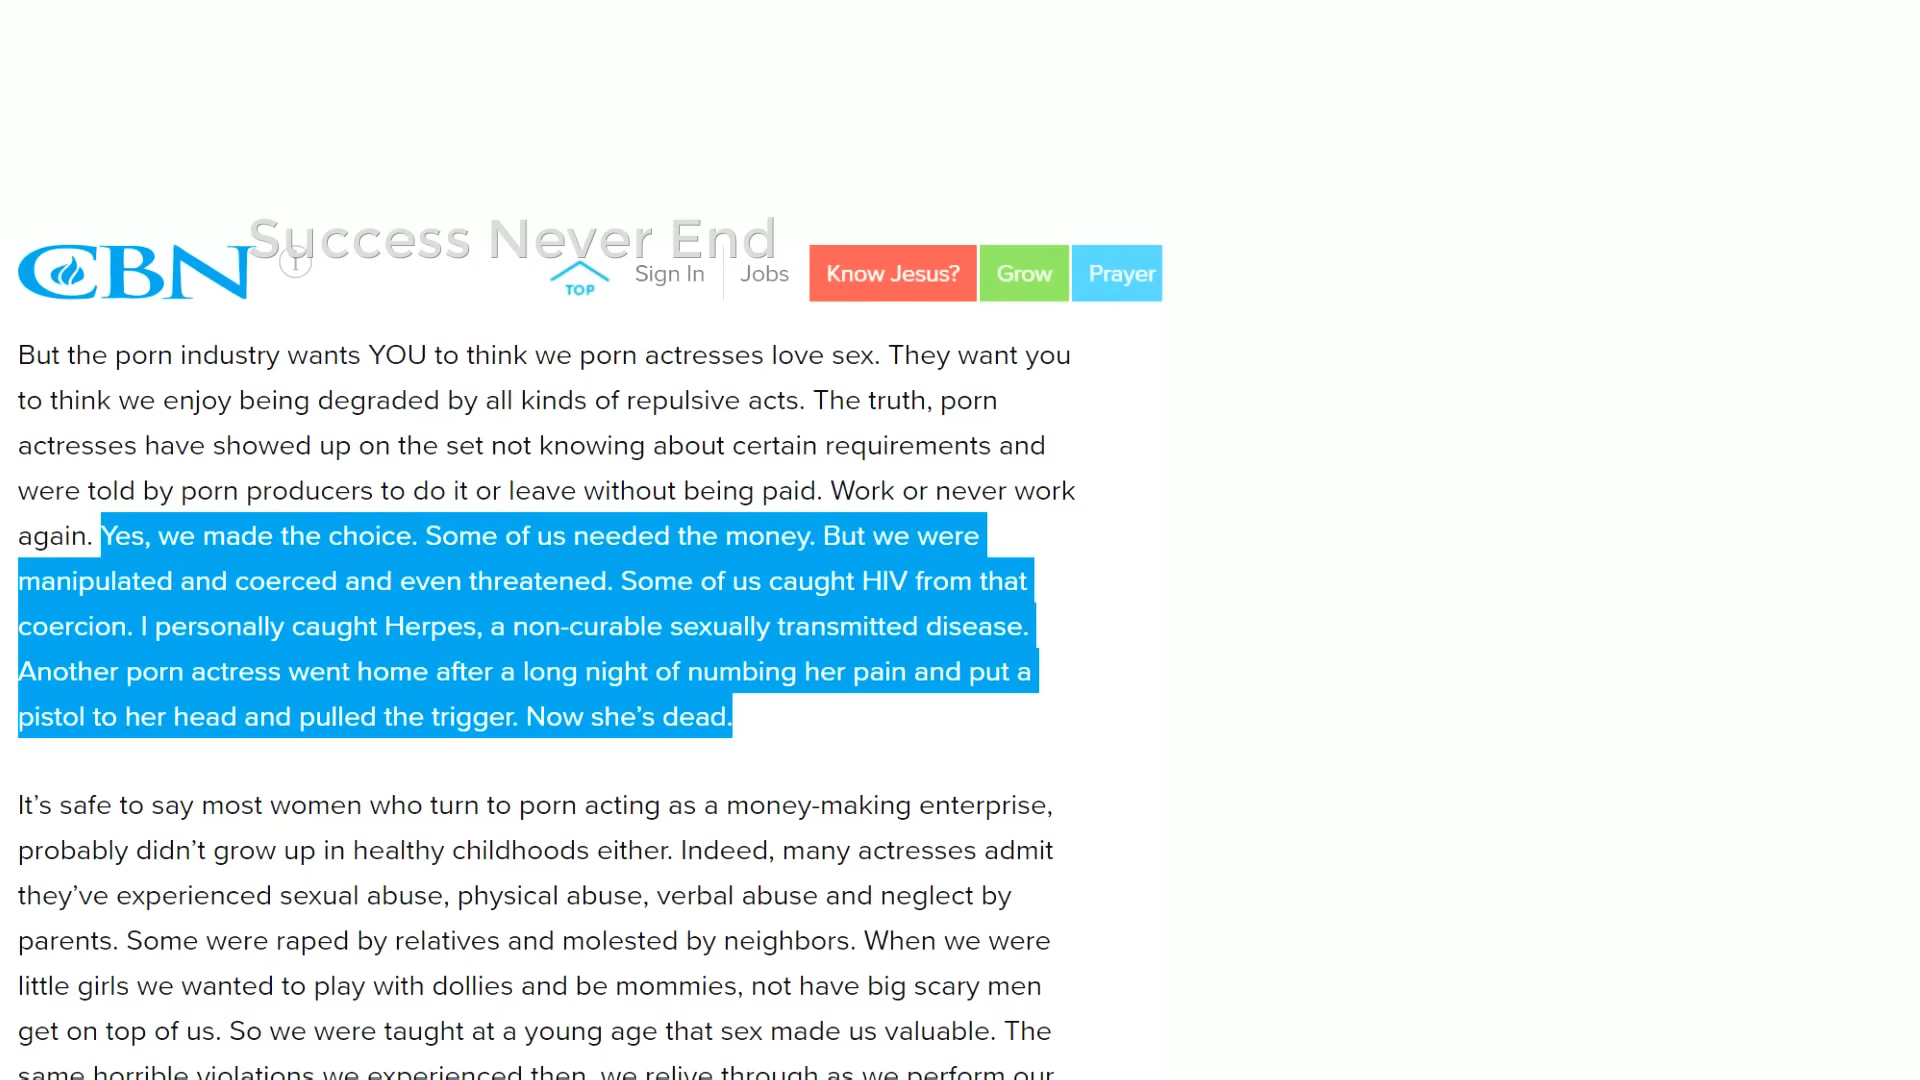 Success Never End
CBN
TOP
Sign In
Jobs
Know Jesus?
Grow
Prayer
But the porn industry wants YOU to think we porn actresses love sex. They want you
to think we enjoy being degraded by all kinds of repulsive acts. The truth, porn
actresses have showed up on the set not knowing about certain requirements and
were told by porn producers to do it or leave without being paid. Work or never work
again. Yes, we made the choice. Some of us needed the money. But we were
manipulated and coerced and even threatened. Some of us caught HIV from that
coercion. I personally caught Herpes, a non-curable sexually transmitted disease.
Another porn actress went home after a long night of numbing her pain and put a
pistol to her head and pulled the trigger. Now she’s dead.
It’s safe to say most women who turn to porn acting as a money-making enterprise,
probably didn’t grow up in healthy childhoods either. Indeed, many actresses admit
they’ve experienced sexual abuse, physical abuse, verbal abuse and neglect by
parents. Some were raped by relatives and molested by neighbors. When we were
little girls we wanted to play with dollies and be mommies, not have big scary men
get on top of us. So we were taught at a young age that sex made us valuable. The
same horrible violations we experienced then, we relive through as we perform our